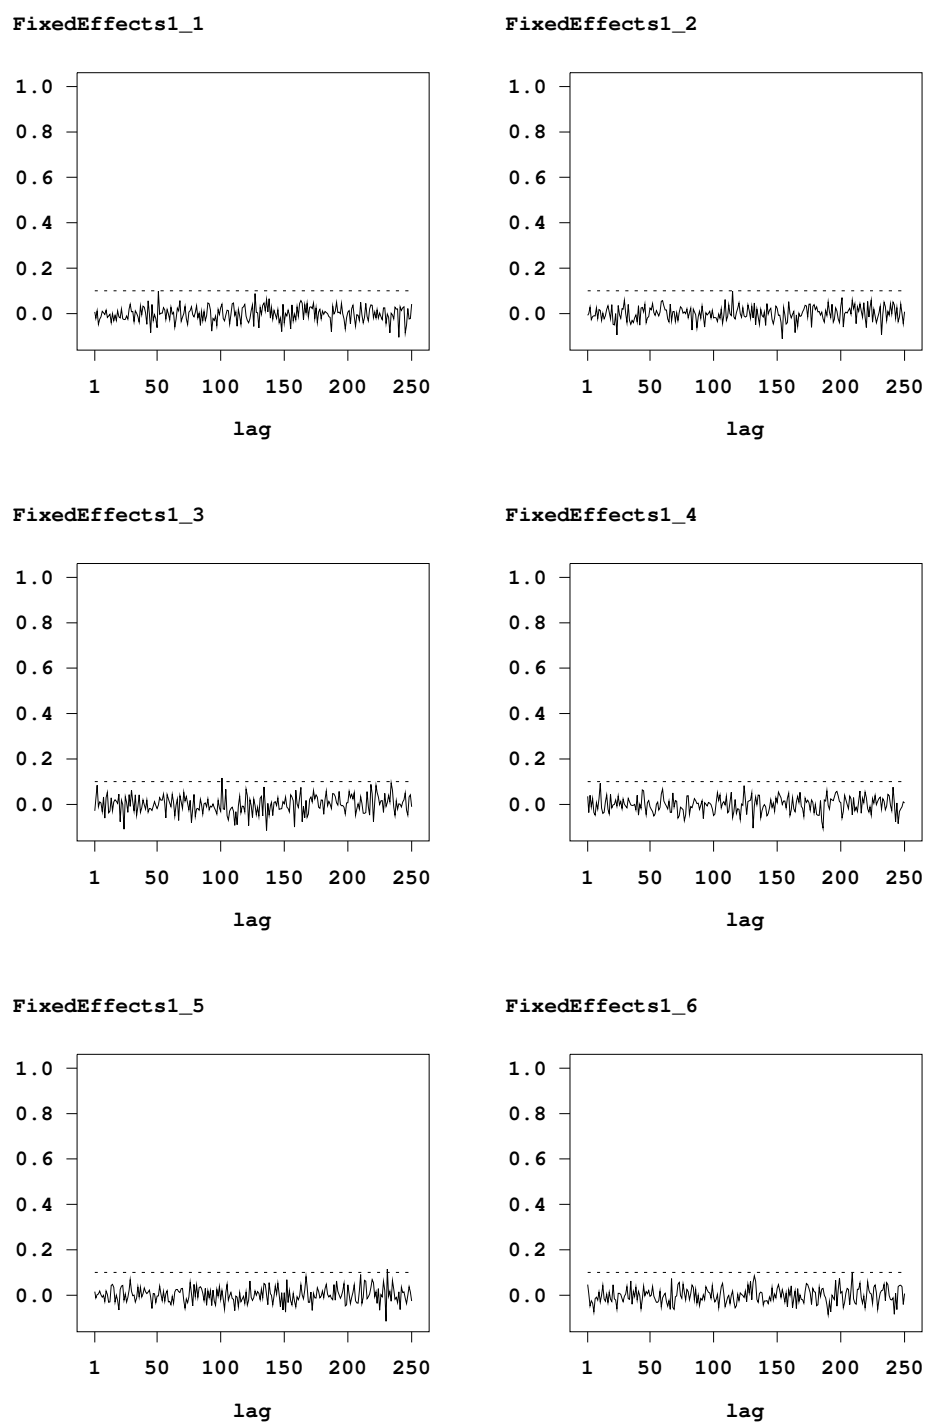 FixedEffects1_1
1.0
0.8
0.6
0.4
0.2
0.0
1 50 100 150 200 250
lag
FixedEffects1_2
1.0
0.8
0.6
0.4
0.2
0.0
1 50 100 150 200 250
lag
FixedEffects1_3
1.0
0.8
0.6
0.4
0.2
0.0
1 50 100 150 200 250
lag
FixedEffects1_4
1.0
0.8
0.6
0.4
0.2
0.0
1 50 100 150 200 250
lag
FixedEffects1_5
1.0
0.8
0.6
0.4
0.2
0.0
1 50 100 150 200 250
lag
FixedEffects1_6
1.0
0.8
0.6
0.4
0.2
0.0
1 50 100 150 200 250
lag